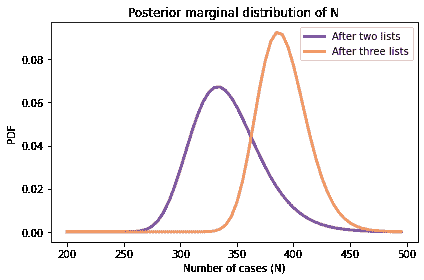 Posterior marginal distribution of N
After two lists
After three lists
PDF
0.08
0.06
0.04
0.02
0.00
200 250 300 350 400 450 500
Number of cases (N)